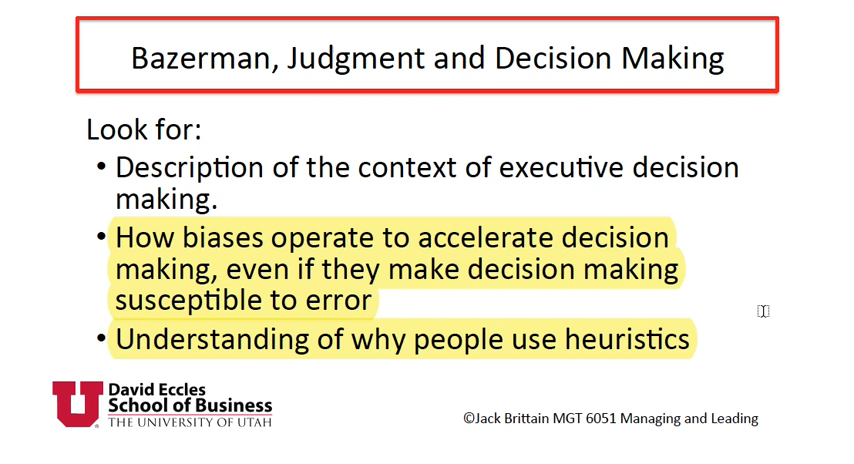 Bazerman, Judgment and Decision Making
Look for:
• Description of the context of executive decision
making.
• How biases operate to accelerate decision
making, even if they make decision making
susceptible to error
• Understanding of why people use heuristics
U David Eccles
School of Business
THE UNIVERSITY OF UTAH
©Jack Brittain MGT 6051 Managing and Leading